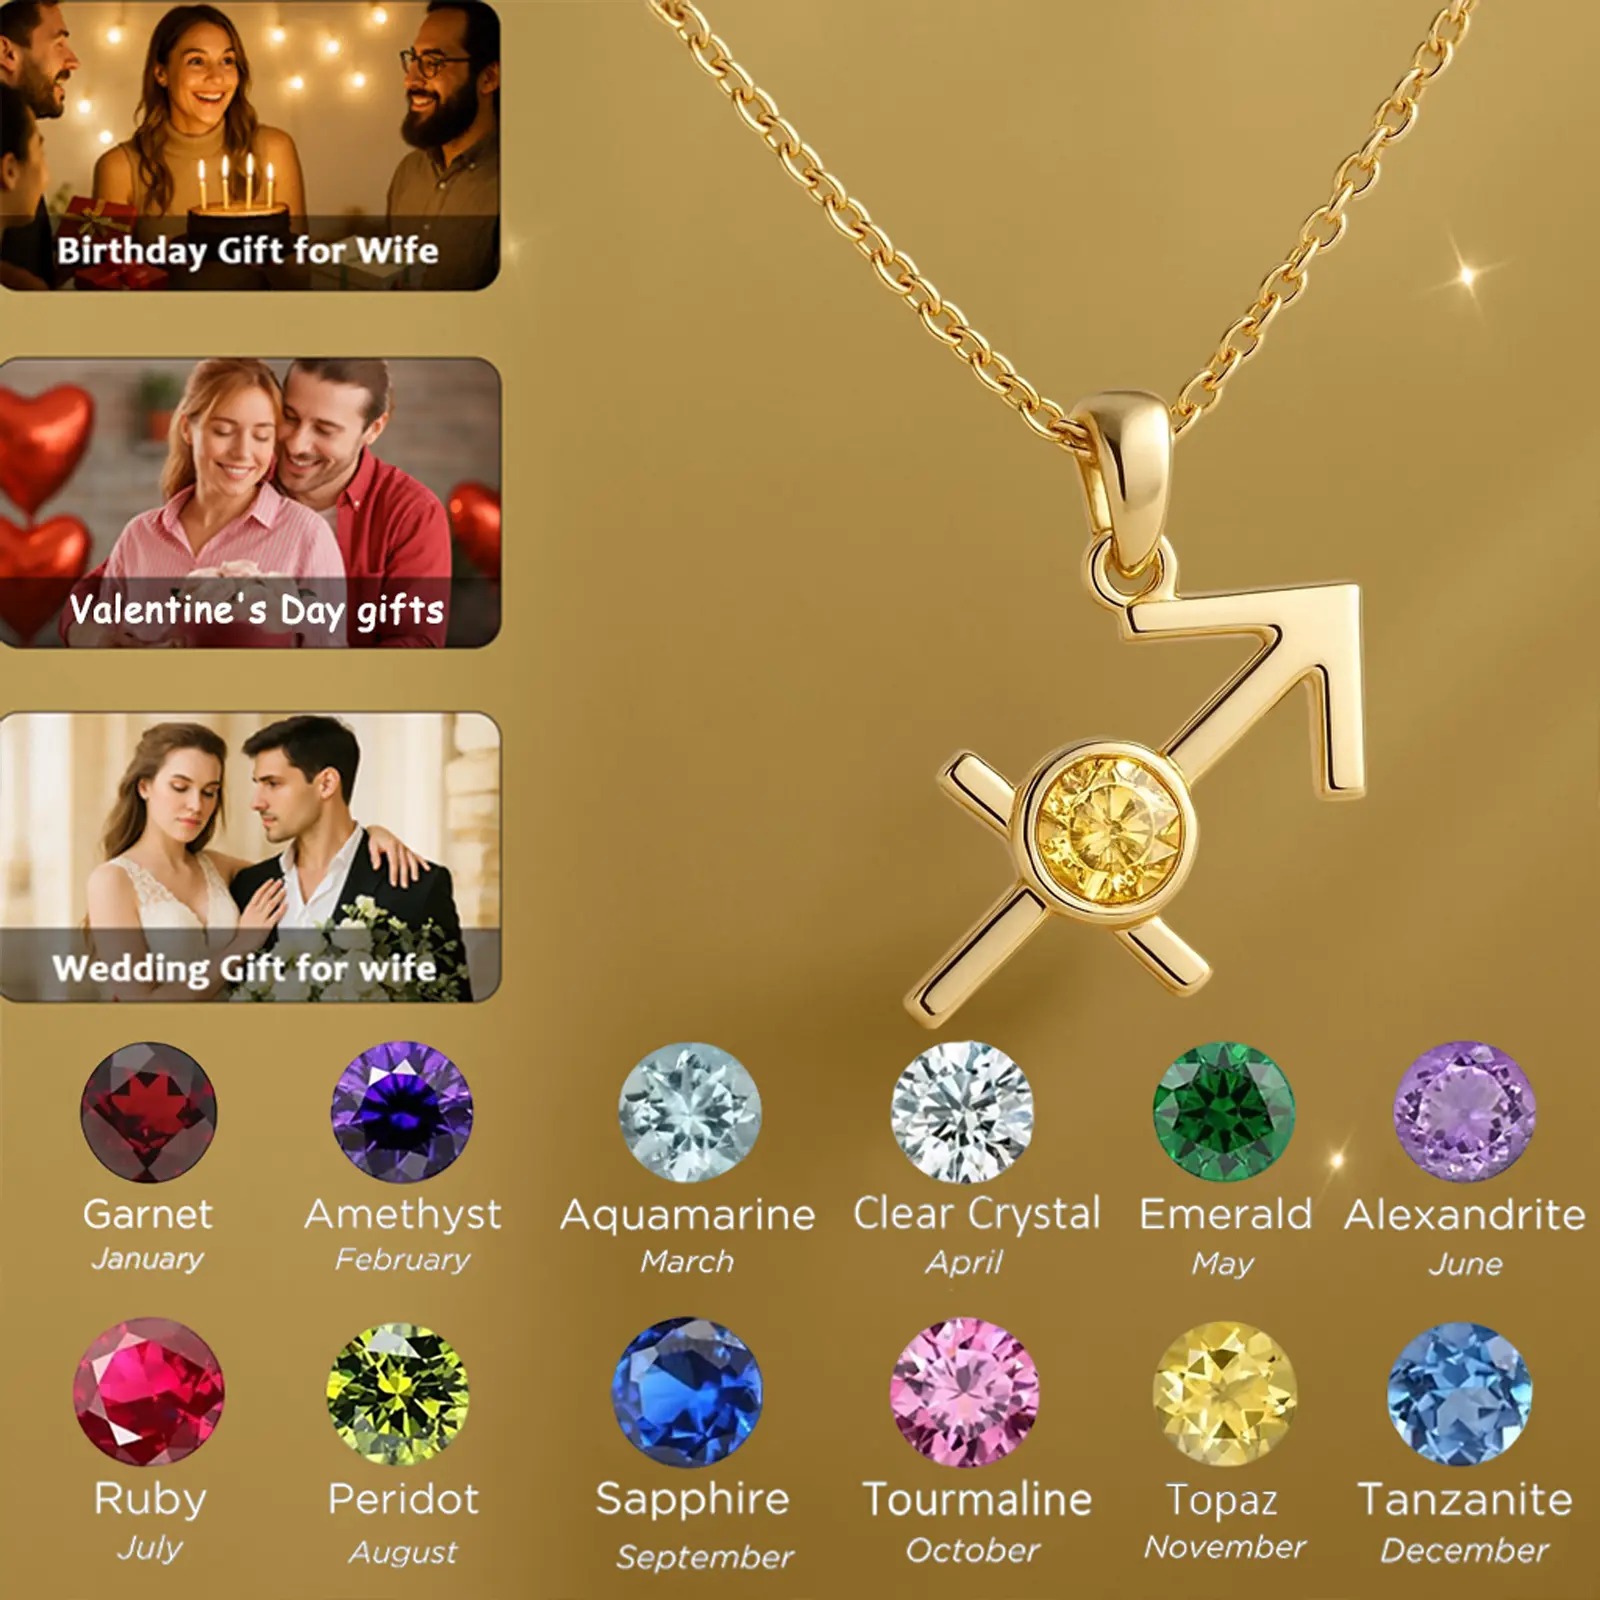 Birthday Gift for Wife
Valentine's Day gifts
Wedding Gift for wife
Garnet
January
Amethyst
February
Aquamarine
March
Clear Crystal
April
Emerald
May
Alexandrite
June
Ruby
July
Peridot
August
Sapphire
September
Tourmaline
October
Topaz
November
Tanzanite
December